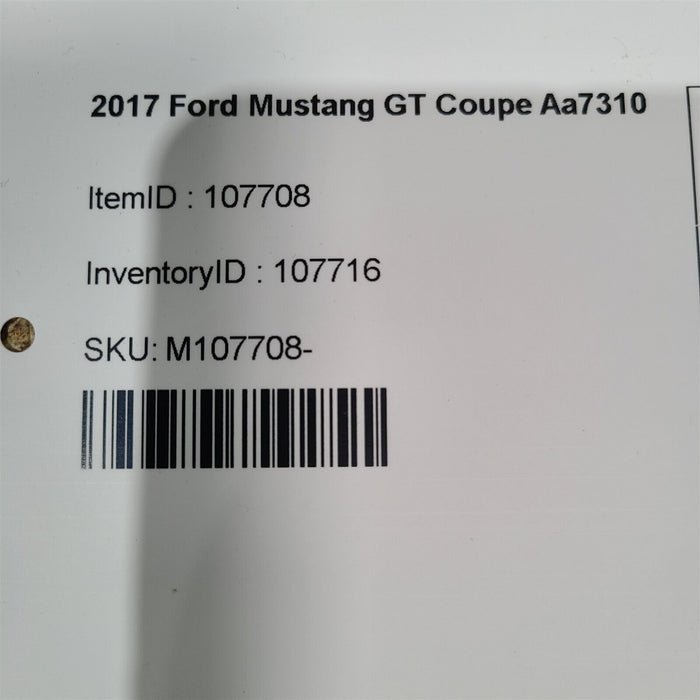 2017 Ford Mustang GT Coupe Aa7310
ItemID : 107708
InventoryID : 107716
SKU: M107708-